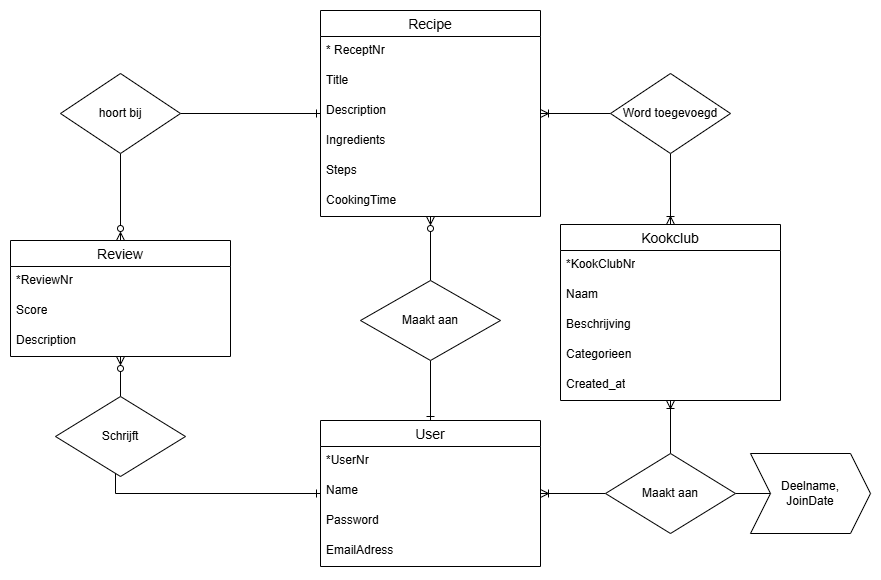 Recipe
* ReceptNr
Title
Description
Ingredients
Steps
CookingTime
hoort bij
Word toegevoegd
Review
*ReviewNr
Score
Description
Maakt aan
Kookclub
*KookClubNr
Naam
Beschrijving
Categorieen
Created_at
Schrijft
User
*UserNr
Name
Password
EmailAdress
Maakt aan
Deelname,
JoinDate